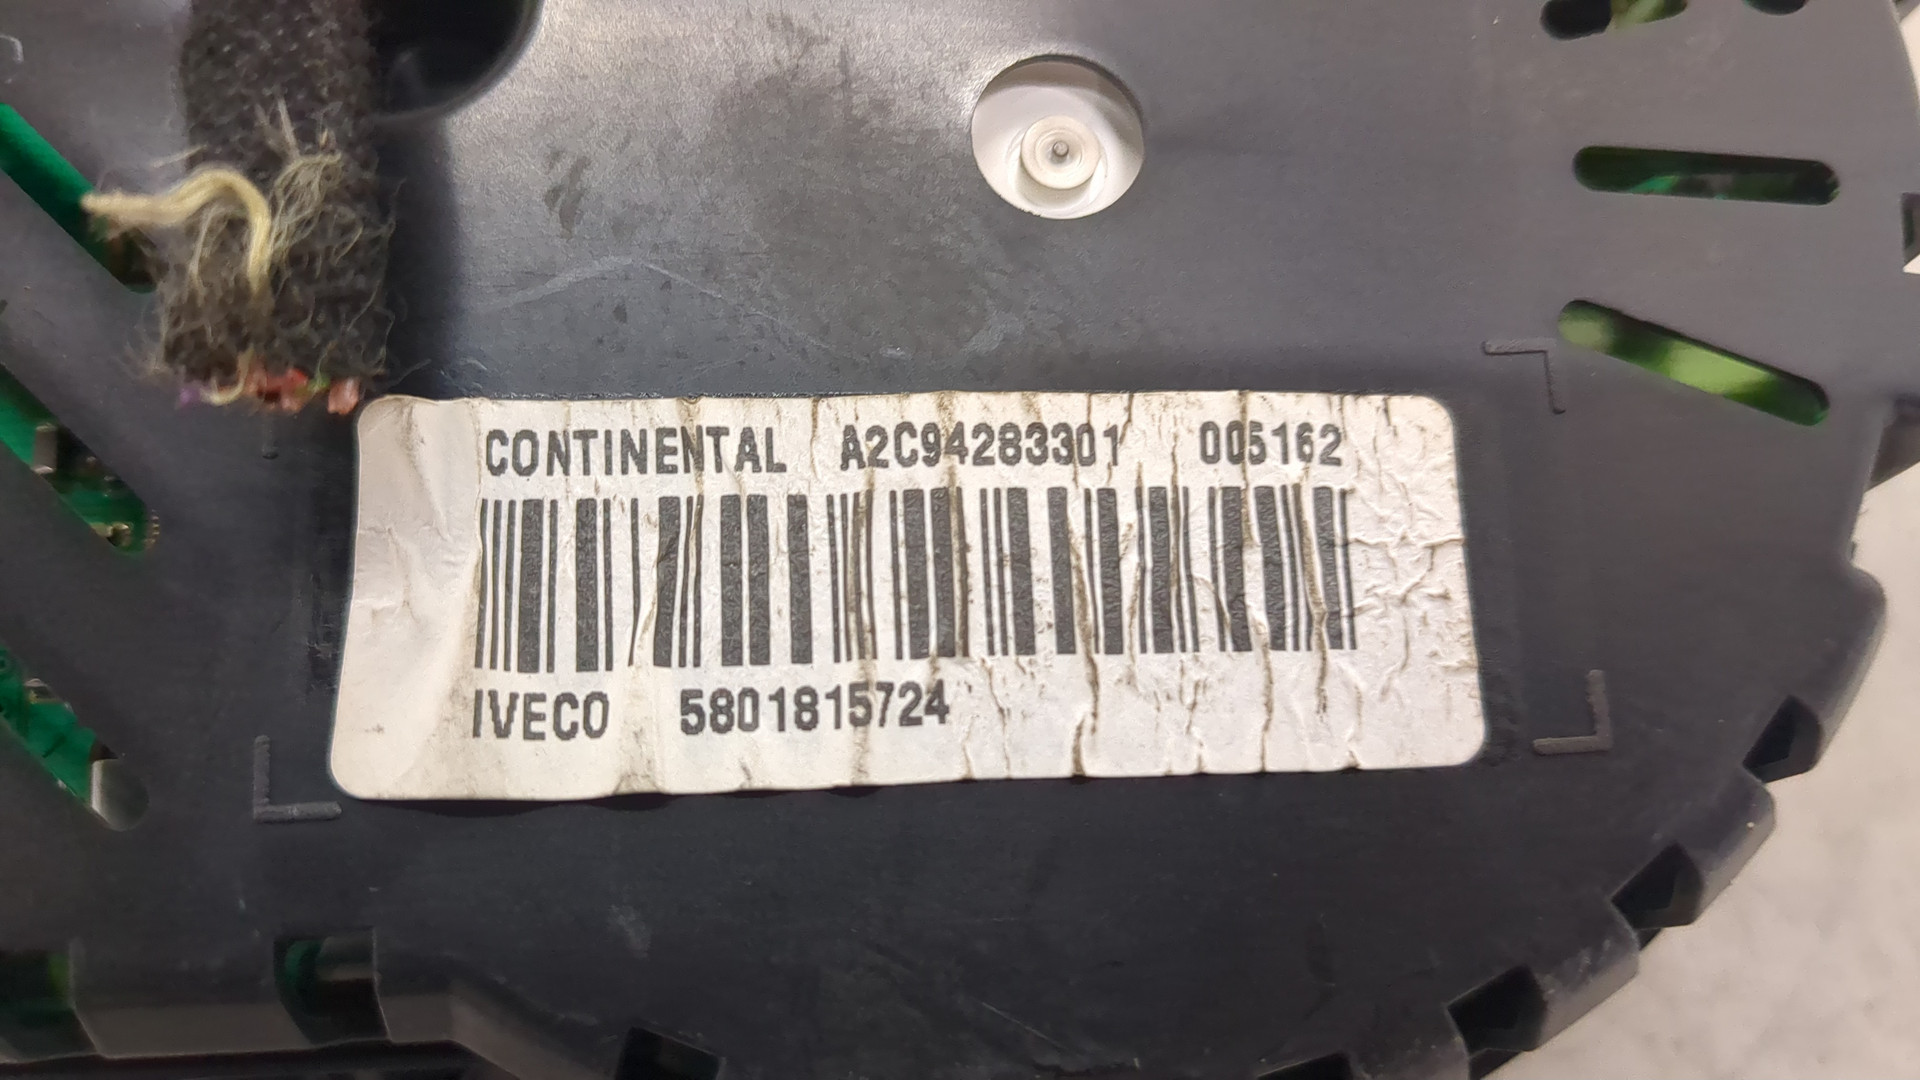 CONTINENTAL A2C94283301 005162
IVECO 5801815724